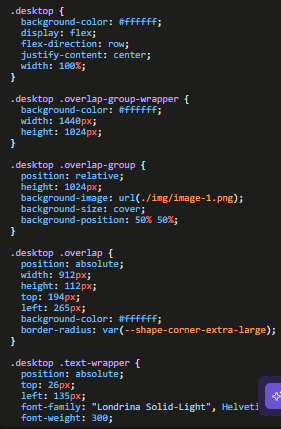 .desktop {
  background-color: #ffffff;
  display: flex;
  flex-direction: row;
  justify-content: center;
  width: 100%;
}

.desktop .overlap-group-wrapper {
  background-color: #ffffff;
  width: 1440px;
  height: 1024px;
}

.desktop .overlap-group {
  position: relative;
  height: 1024px;
  background-image: url(./img/image-1.png);
  background-size: cover;
  background-position: 50% 50%;
}

.desktop .overlap {
  position: absolute;
  width: 912px;
  height: 112px;
  top: 194px;
  left: 265px;
  background-color: #ffffff;
  border-radius: var(--shape-corner-extra-large);
}

.desktop .text-wrapper {
  position: absolute;
  top: 26px;
  left: 135px;
  font-family: "Londrina Solid-Light", Helveti
  font-weight: 300;